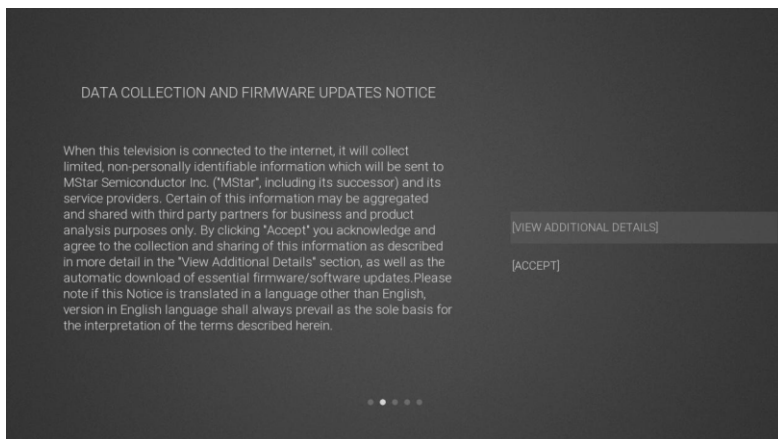 DATA COLLECTION AND FIRMWARE UPDATES NOTICE
When this television is connected to the internet, it will collect
limited, non-personally identifiable information which will be sent to
MStar Semiconductor Inc. ("MStar", including its successor) and its
service providers. Certain of this information may be aggregated
and shared with third party partners for business and product
analysis purposes only. By clicking "Accept" you acknowledge and
agree to the collection and sharing of this information as described
in more detail in the "View Additional Details" section, as well as the
automatic download of essential firmware/software updates.Please
note if this Notice is translated in a language other than English,
version in English language shall always prevail as the sole basis for
the interpretation of the terms described herein.
[VIEW ADDITIONAL DETAILS]
[ACCEPT]